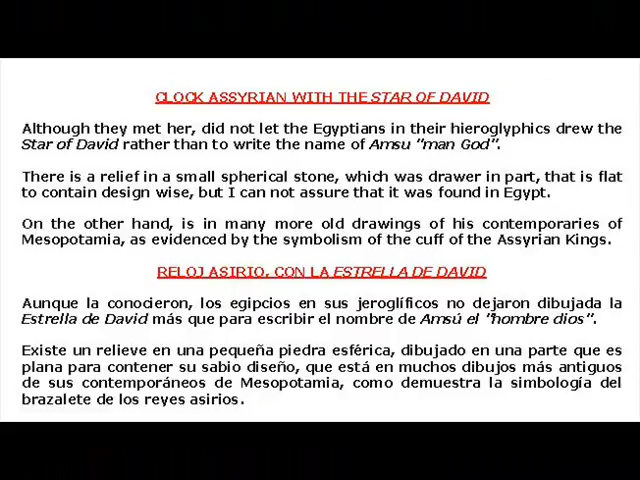 CLOCK ASSYRIAN WITH THE STAR OF DAVID
Although they met her, did not let the Egyptians in their hieroglyphics drew the
Star of David rather than to write the name of Amsu "man God".
There is a relief in a small spherical stone, which was drawer in part, that is flat
to contain design wise, but I can not assure that it was found in Egypt.
On the other hand, is in many more old drawings of his contemporaries of
Mesopotamia, as evidenced by the symbolism of the cuff of the Assyrian Kings.
RELOJ ASIRIO, CON LA ESTRELLA DE DAVID
Aunque la conocieron, los egipcios en sus jeroglíficos no dejaron dibujada la
Estrella de David más que para escribir el nombre de Amsú el "hombre dios".
Existe un relieve en una pequeña piedra esférica, dibujado en una parte que es
plana para contener su sabio diseño, que está en muchos dibujos más antiguos
de sus contemporáneos de Mesopotamia, como demuestra la simbología del
brazalete de los reyes asirios.